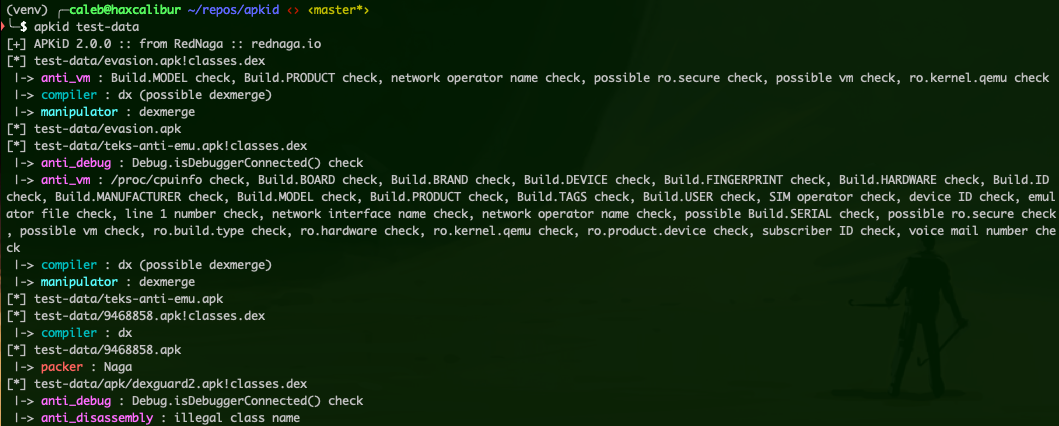 (venv) ╭─caleb@haxcalibur ~/repos/apkid ‹› ‹master*›
╰─$ apkid test-data
[+] APKiD 2.0.0 :: from RedNaga :: rednaga.io
[*] test-data/evasion.apk!classes.dex
 |-> anti_vm : Build.MODEL check, Build.PRODUCT check, network operator name check, possible ro.secure check, possible vm check, ro.kernel.qemu check
 |-> compiler : dx (possible dexmerge)
 |-> manipulator : dexmerge
[*] test-data/evasion.apk
[*] test-data/teks-anti-emu.apk!classes.dex
 |-> anti_debug : Debug.isDebuggerConnected() check
 |-> anti_vm : /proc/cpuinfo check, Build.BOARD check, Build.BRAND check, Build.DEVICE check, Build.FINGERPRINT check, Build.HARDWARE check, Build.ID
check, Build.MANUFACTURER check, Build.MODEL check, Build.PRODUCT check, Build.TAGS check, Build.USER check, SIM operator check, device ID check, emul
ator file check, line 1 number check, network interface name check, network operator name check, possible Build.SERIAL check, possible ro.secure check
, possible vm check, ro.build.type check, ro.hardware check, ro.kernel.qemu check, ro.product.device check, subscriber ID check, voice mail number che
ck
 |-> compiler : dx (possible dexmerge)
 |-> manipulator : dexmerge
[*] test-data/teks-anti-emu.apk
[*] test-data/9468858.apk!classes.dex
 |-> compiler : dx
[*] test-data/9468858.apk
 |-> packer : Naga
[*] test-data/apk/dexguard2.apk!classes.dex
 |-> anti_debug : Debug.isDebuggerConnected() check
 |-> anti_disassembly : illegal class name